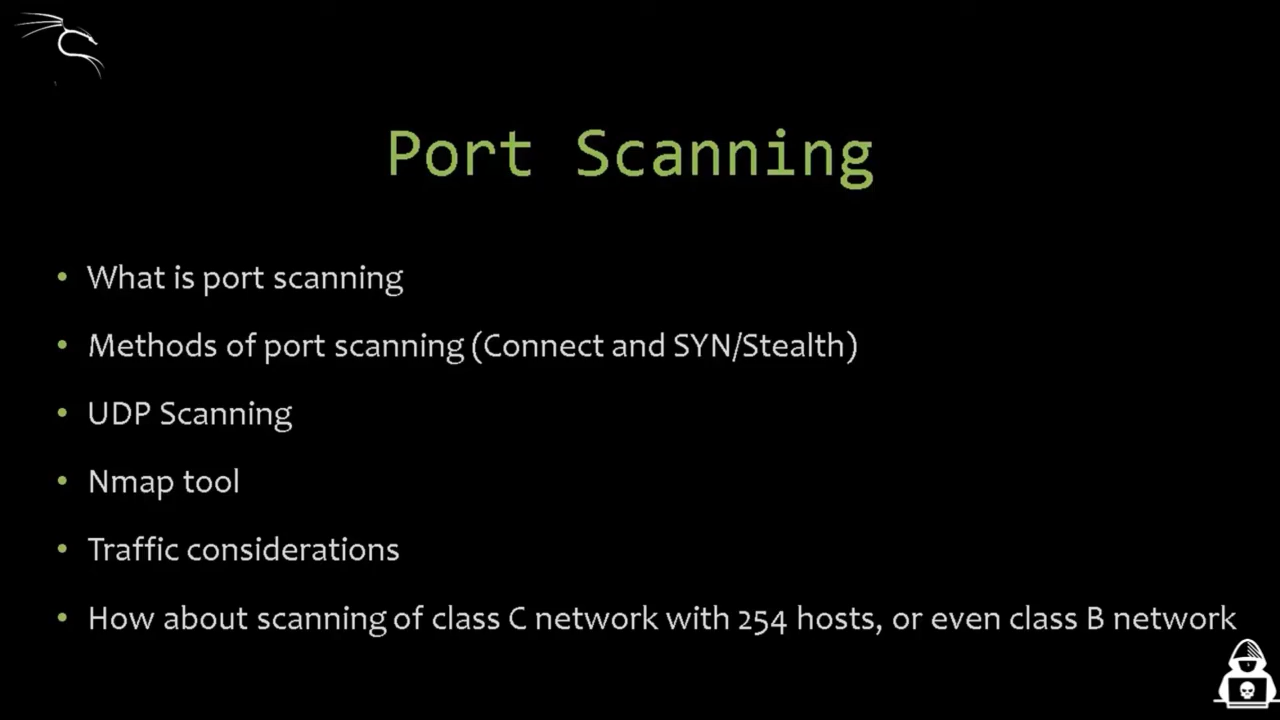 Port Scanning
• What is port scanning
• Methods of port scanning (Connect and SYN/Stealth)
• UDP Scanning
• Nmap tool
• Traffic considerations
• How about scanning of class C network with 254 hosts, or even class B network